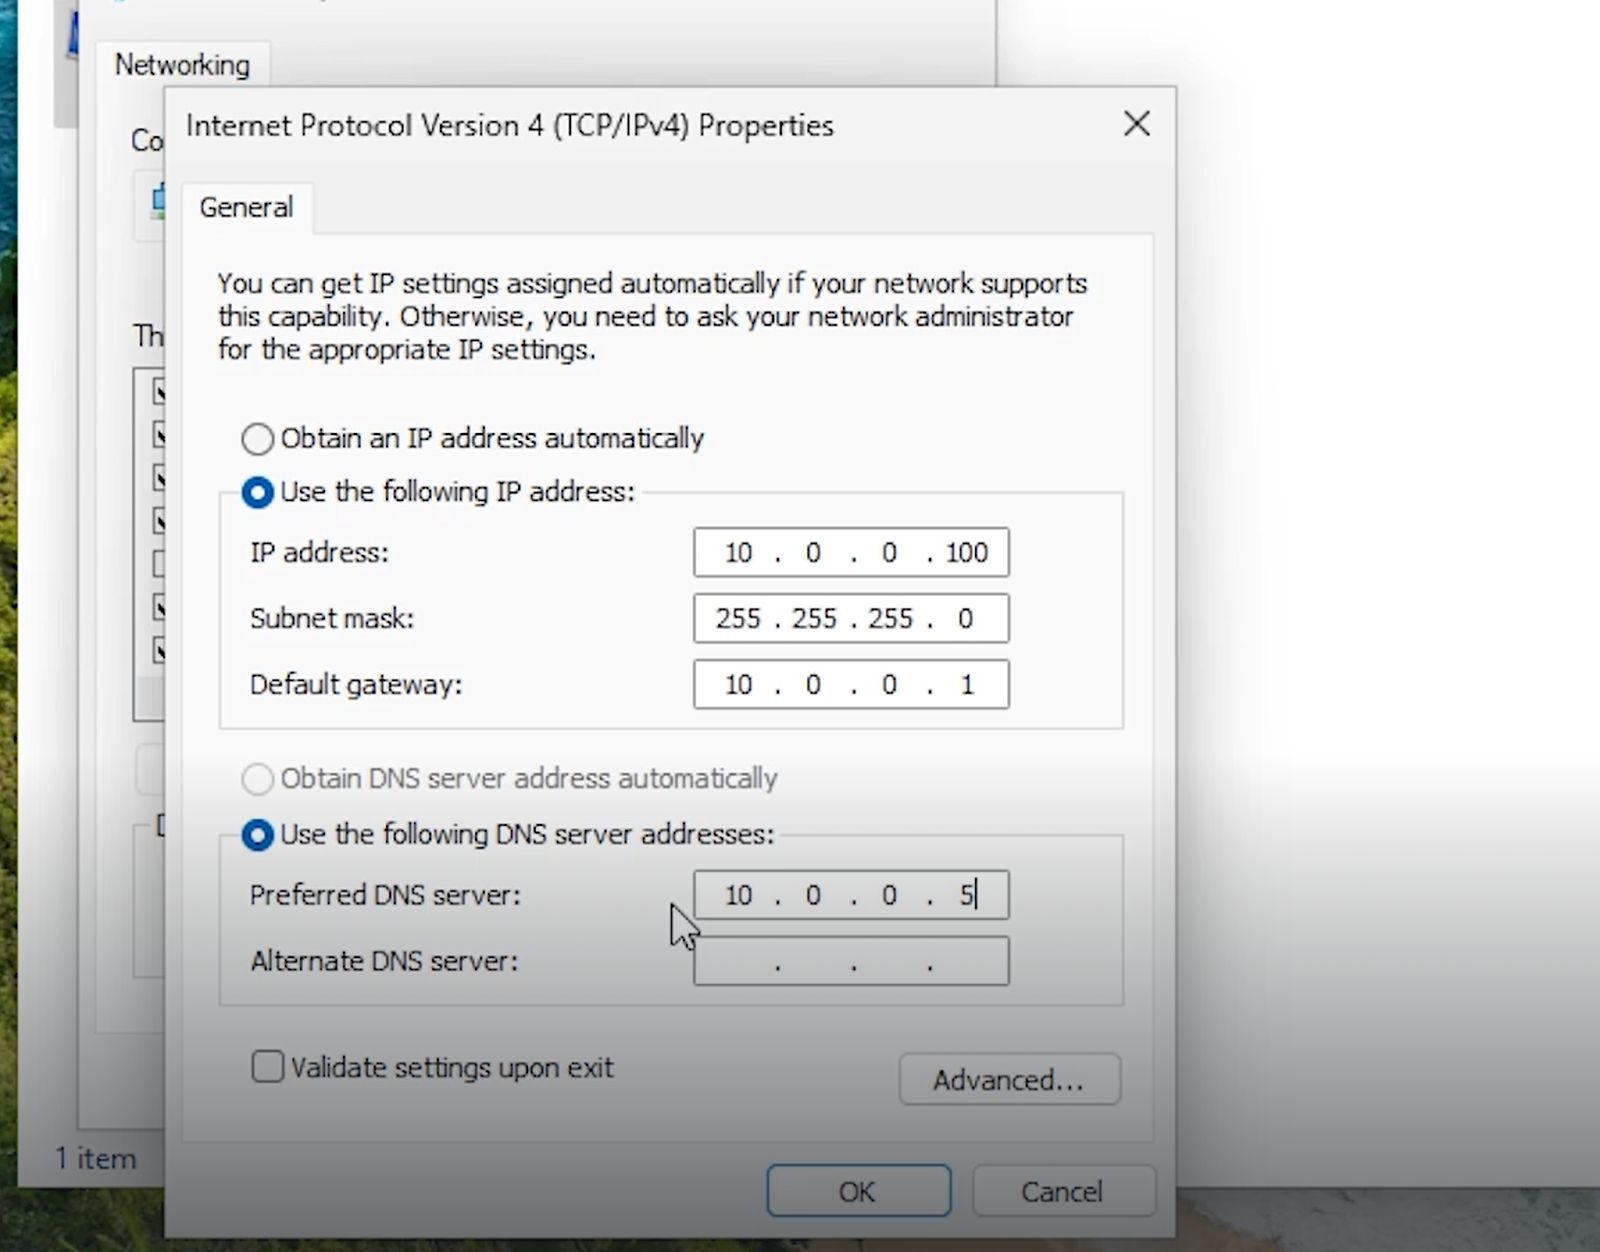 Networking
Internet Protocol Version 4 (TCP/IPv4) Properties
Co
General
You can get IP settings assigned automatically if your network supports
this capability. Otherwise, you need to ask your network administrator
for the appropriate IP settings.
Th
Obtain an IP address automatically
Use the following IP address:
IP address: 10 . 0 . 0 . 100
Subnet mask: 255 . 255 . 255 . 0
Default gateway: 10 . 0 . 0 . 1
Obtain DNS server address automatically
Use the following DNS server addresses:
Preferred DNS server: 10 . 0 . 0 . 5
Alternate DNS server: . . .
Validate settings upon exit
Advanced...
1 item
OK Cancel